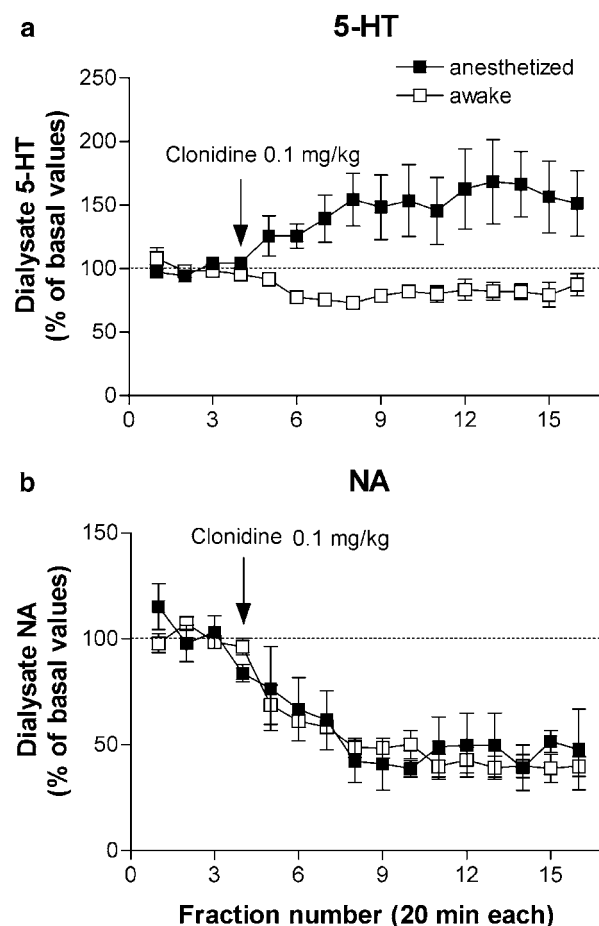 a
5-HT
anesthetized
awake
Clonidine 0.1 mg/kg
Dialysate 5-HT
(% of basal values)
250
200
150
100
50
0
0 3 6 9 12 15
b
NA
Clonidine 0.1 mg/kg
Dialysate NA
(% of basal values)
150
100
50
0
0 3 6 9 12 15
Fraction number (20 min each)